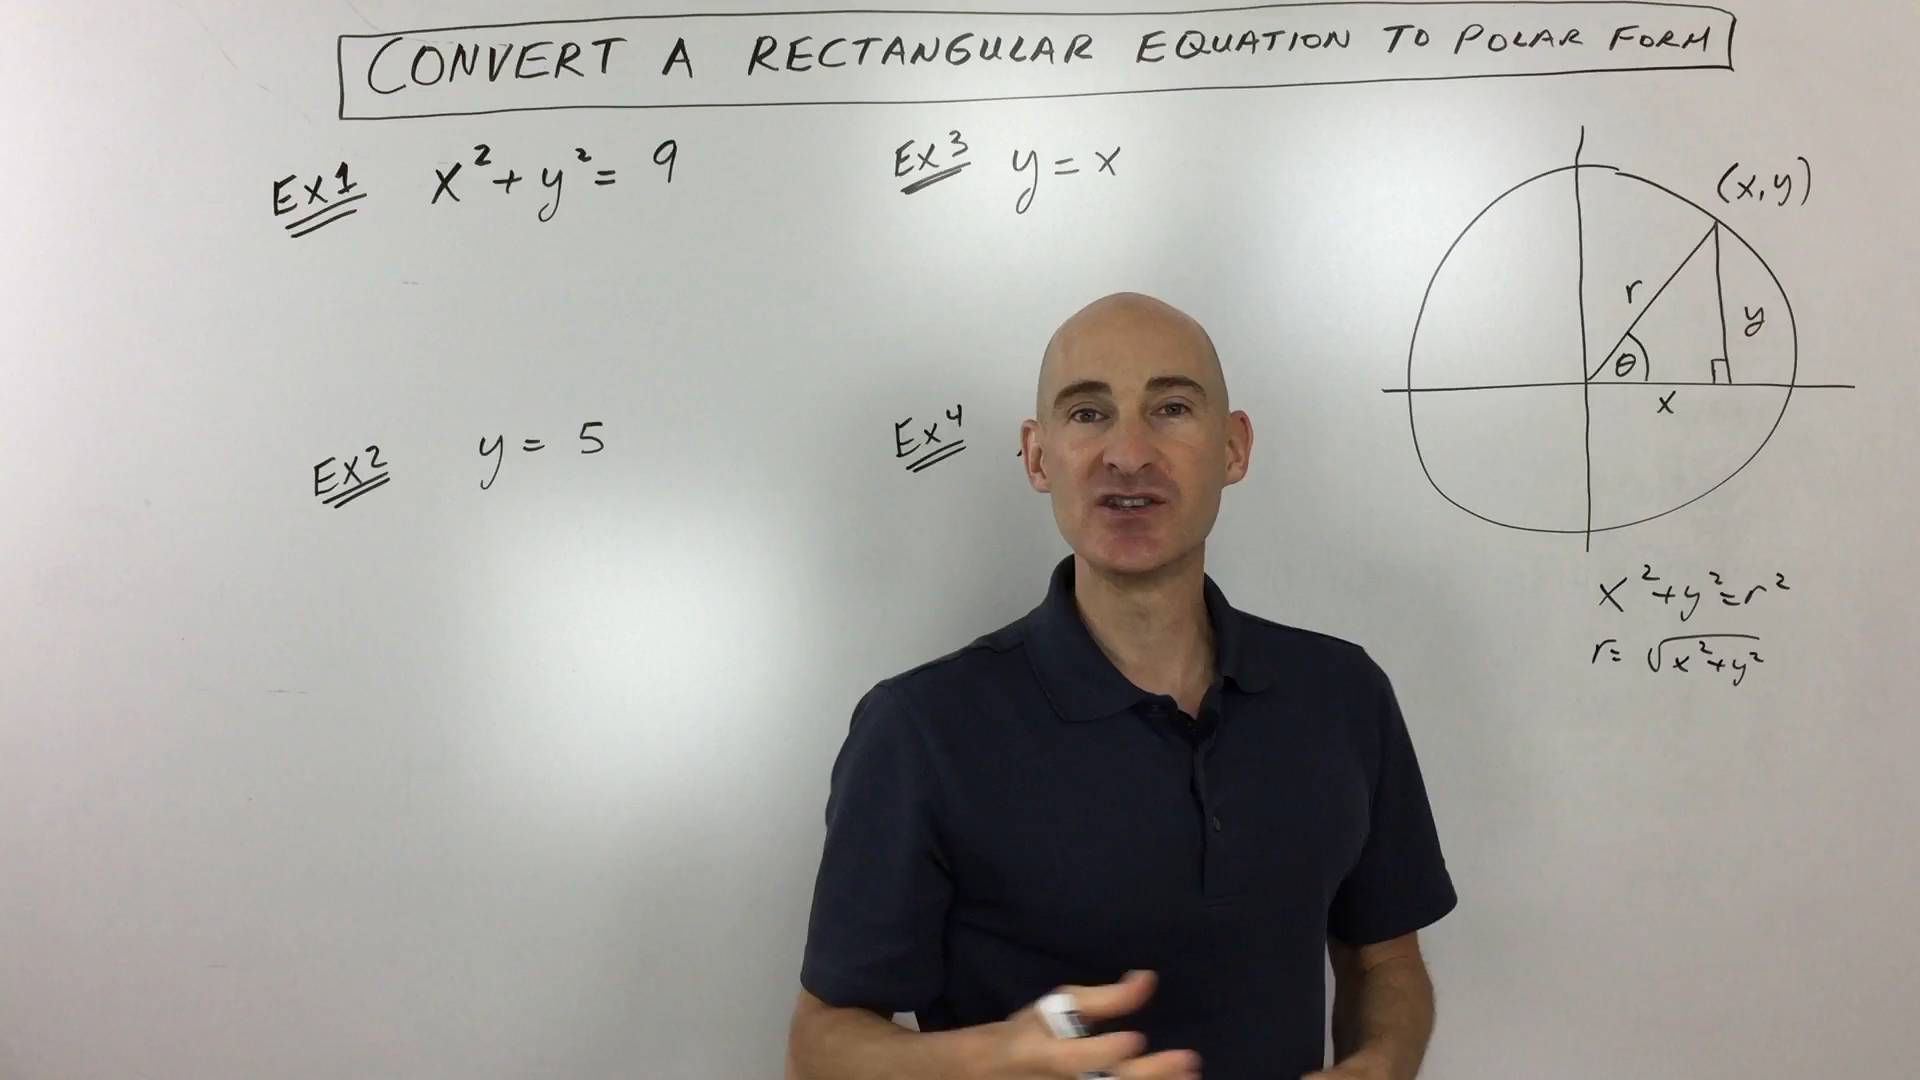 CONVERT A RECTANGULAR EQUATION TO POLAR FORM
Ex1 x²+y²= 9
Ex2 y = 5
Ex3 y = x
Ex4
(x,y)
r
y
θ
x
x²+y²=r²
r= √x²+y²